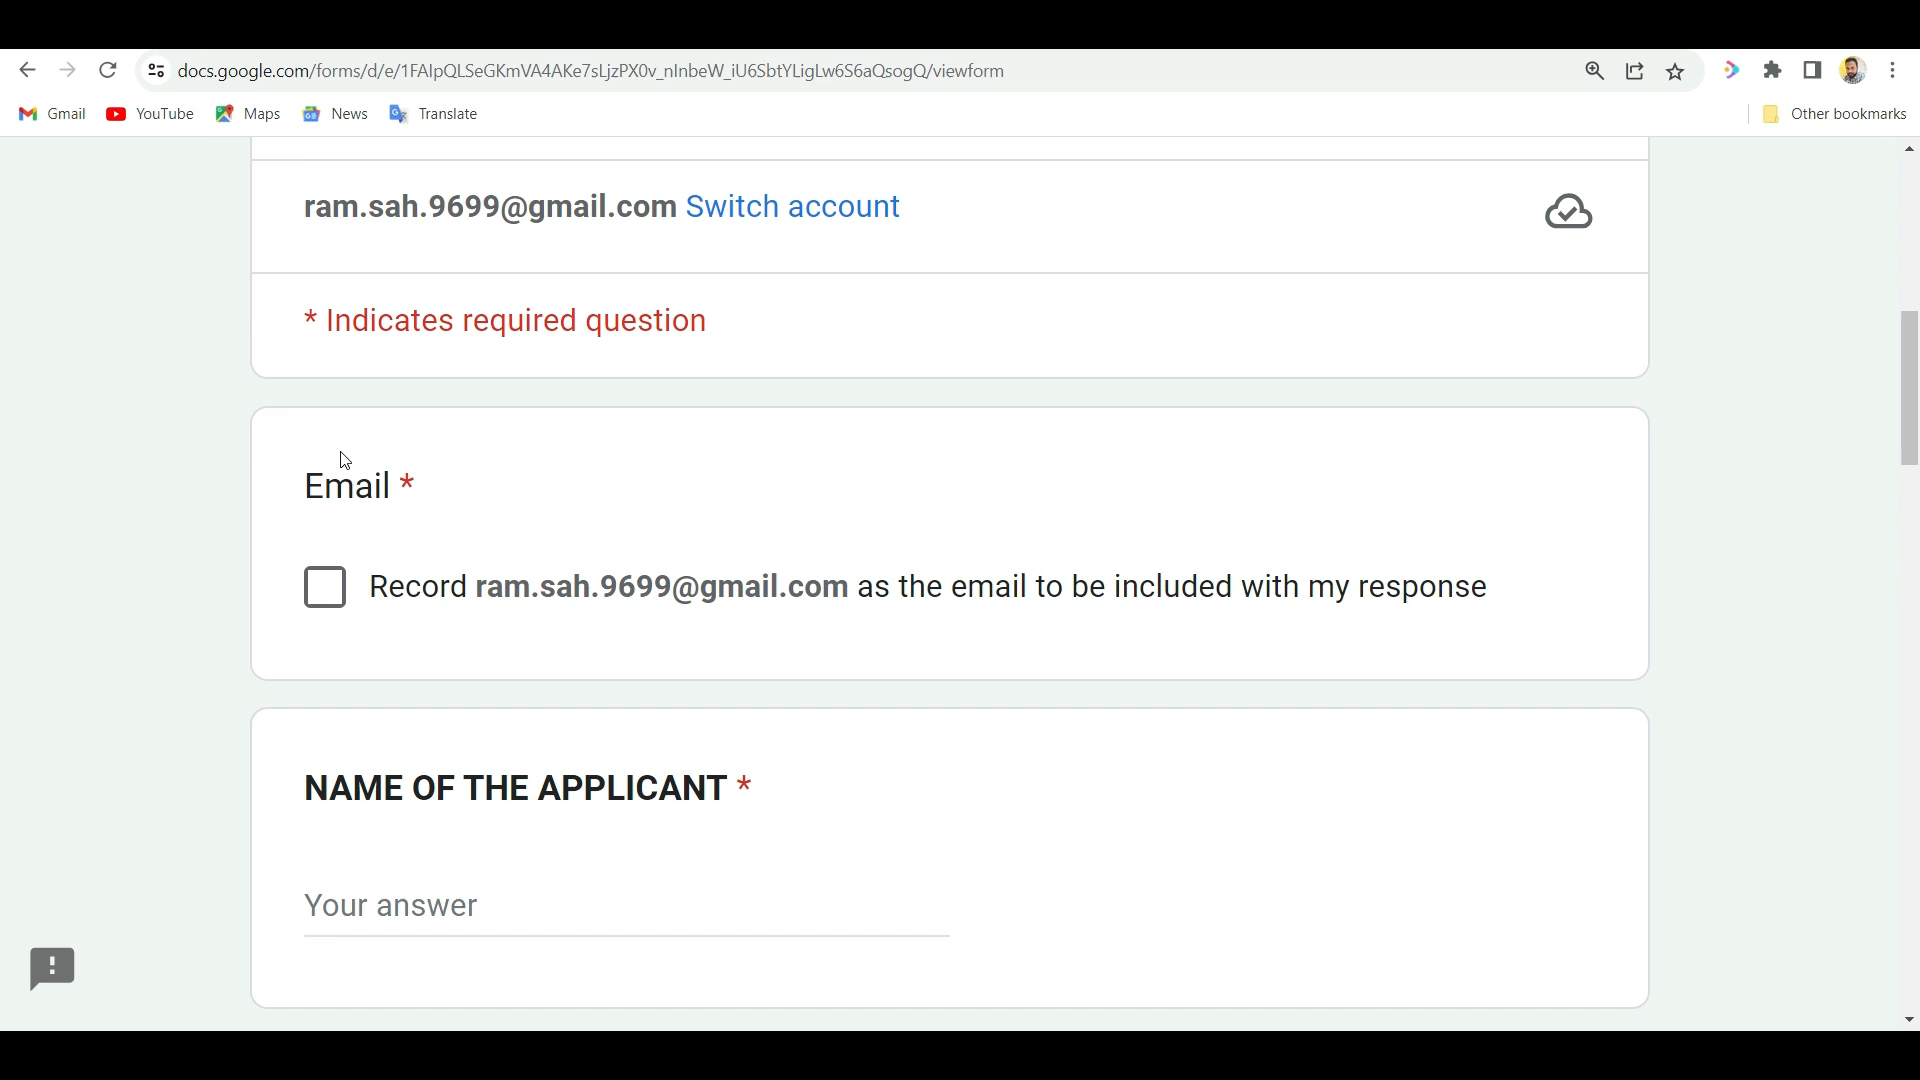 docs.google.com/forms/d/e/1FAIpQLSeGKmVA4AKe7sLjzPX0v_nlnbeW_iU6SbtYLigLw6S6aQsogQ/viewform
Gmail YouTube Maps News Translate Other bookmarks
ram.sah.9699@gmail.com Switch account
* Indicates required question
Email *
Record ram.sah.9699@gmail.com as the email to be included with my response
NAME OF THE APPLICANT *
Your answer